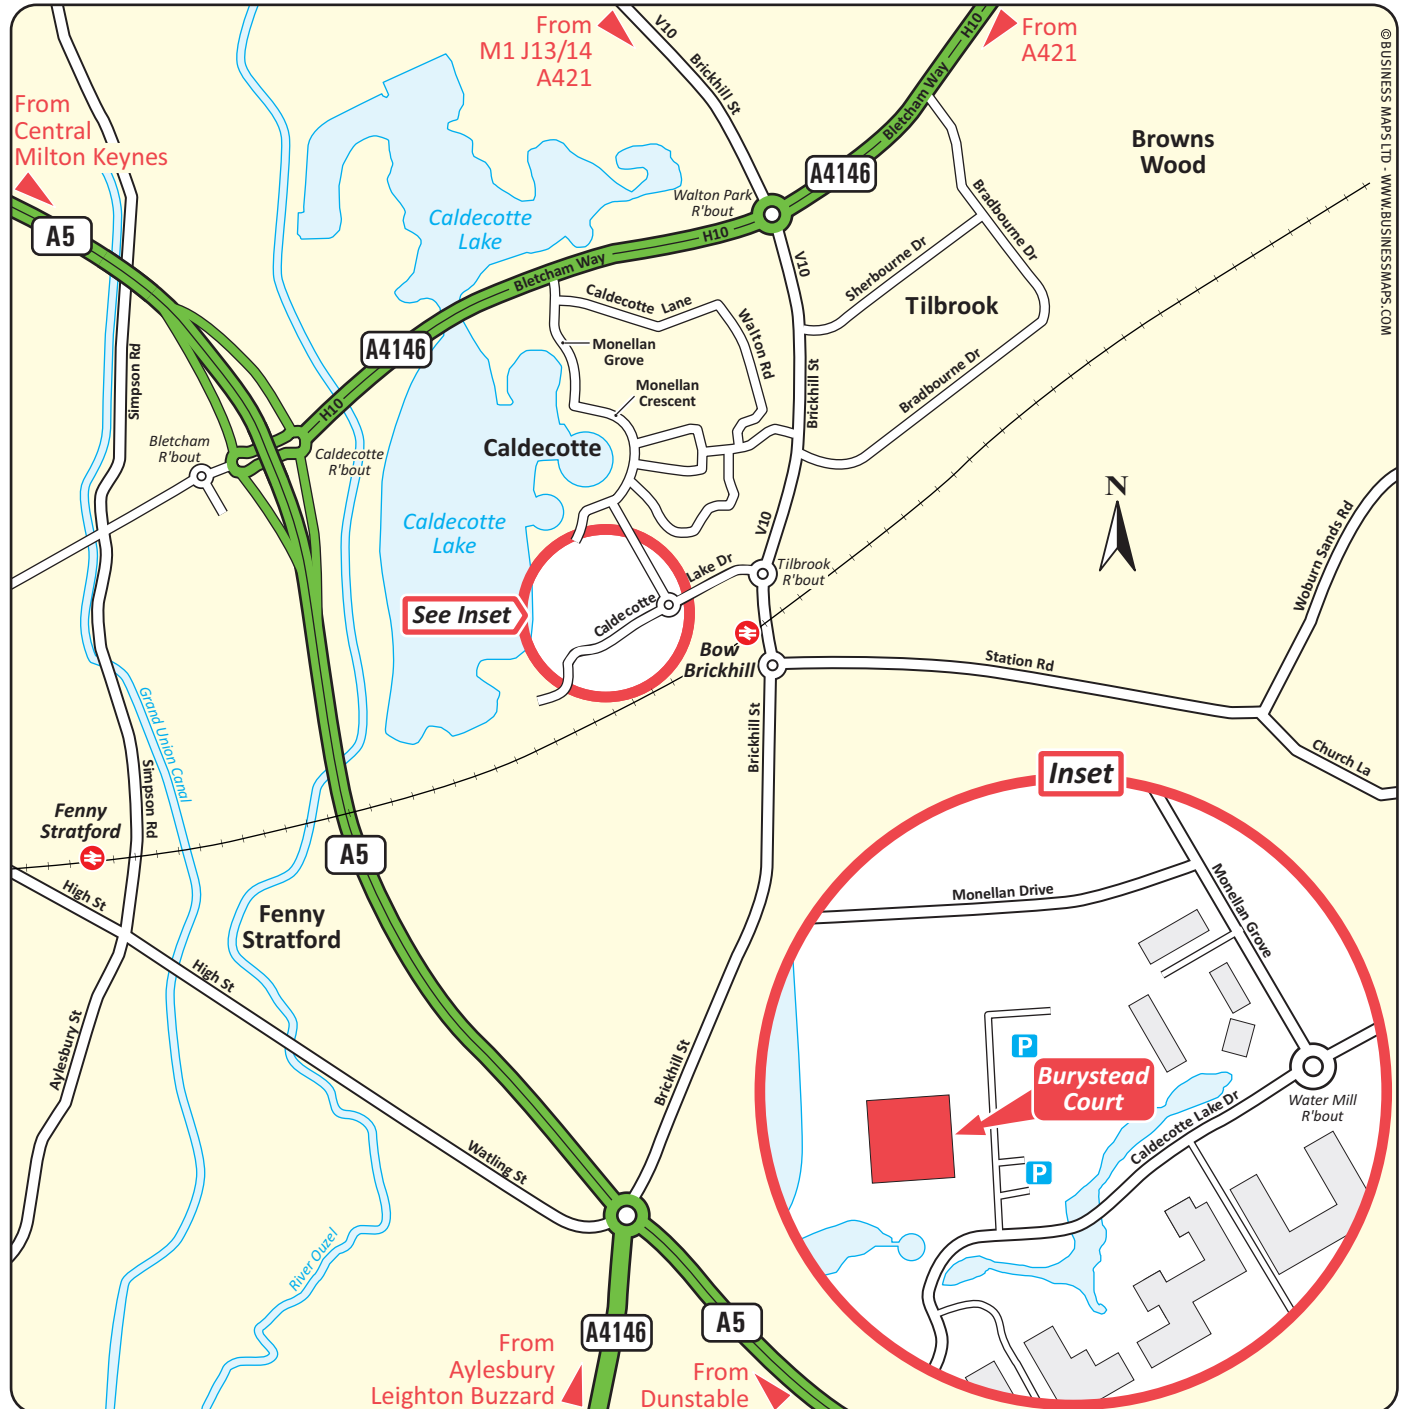 From
M1 J13/14
A421
V10
Brickhill St
H10
From
A421
©BUSINESS MAPS LTD - WWW.BUSINESSMAPS.COM
From
Central
Milton Keynes
A5
Bletcham Way
Browns
Wood
A4146
Walton Park
R'bout
Caldecotte
Lake
H10
Bletcham Way
V10
Bradbourne Dr
Sherbourne Dr
Tilbrook
Caldecotte Lane
Walton Rd
Monellan
Grove
Monellan
Crescent
A4146
H10
Simpson Rd
Brickhill St
Bradbourne Dr
Bletcham
R'bout
Caldecotte
R'bout
Caldecotte
Caldecotte
Lake
V10
N
Woburn Sands Rd
Tilbrook
R'bout
Caldecotte
Lake Dr
See Inset
Bow
Brickhill
Station Rd
Church La
Brickhill St
Grand Union Canal
Simpson Rd
Fenny
Stratford
A5
High St
Fenny
Stratford
High St
Aylesbury St
Brickhill St
Watling St
River Ouzel
A4146
A5
From
Aylesbury
Leighton Buzzard
From
Dunstable
Inset
Monellan Drive
Monellan Grove
P
Burystead
Court
P
Caldecotte Lake Dr
Water Mill
R'bout